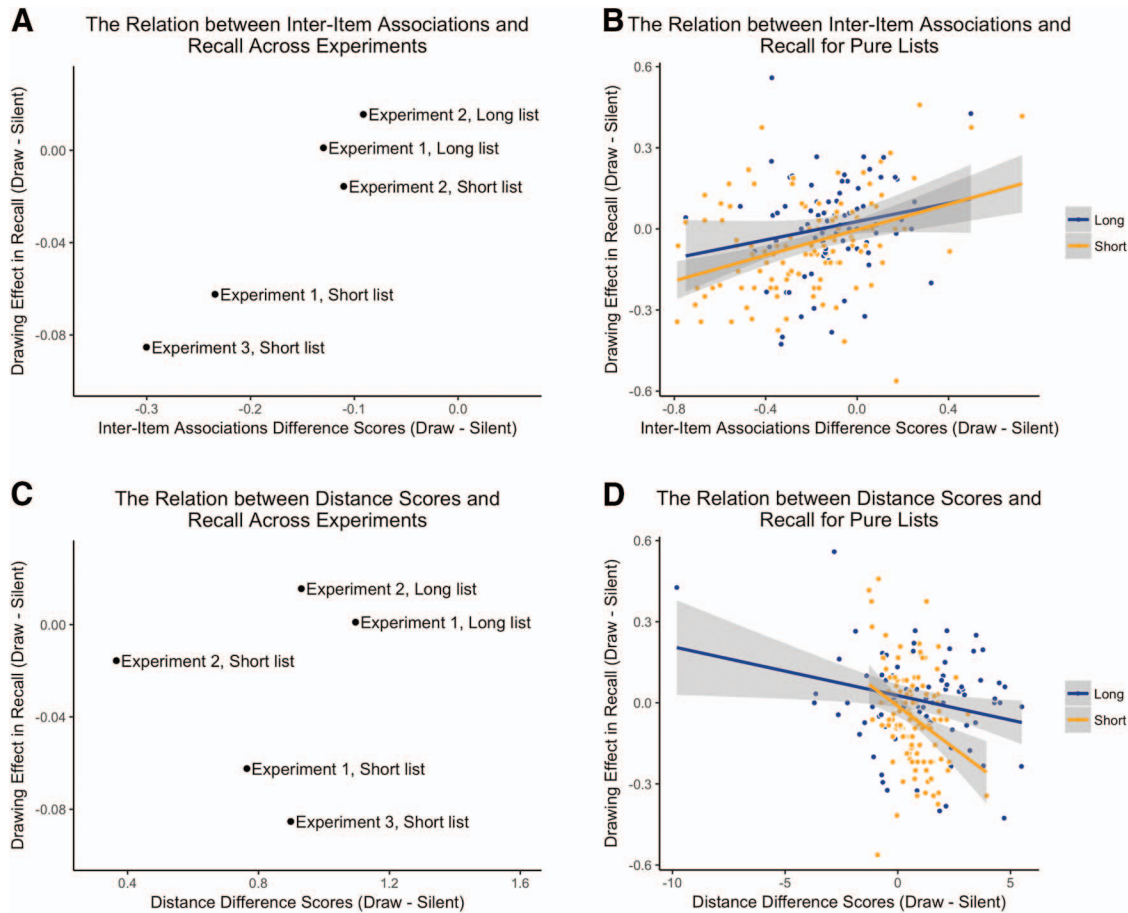 A
The Relation between Inter-Item Associations and
Recall Across Experiments
Drawing Effect in Recall (Draw - Silent)
0.00
-0.04
-0.08
Experiment 2, Long list
Experiment 1, Long list
Experiment 2, Short list
Experiment 1, Short list
Experiment 3, Short list
-0.3
-0.2
-0.1
0.0
Inter-Item Associations Difference Scores (Draw - Silent)
B
The Relation between Inter-Item Associations and
Recall for Pure Lists
Drawing Effect in Recall (Draw - Silent)
0.6
0.3
0.0
-0.3
-0.6
-0.8
-0.4
0.0
0.4
Inter-Item Associations Difference Scores (Draw - Silent)
Long
Short
C
The Relation between Distance Scores and
Recall Across Experiments
Drawing Effect in Recall (Draw - Silent)
0.00
-0.04
-0.08
Experiment 2, Long list
Experiment 1, Long list
Experiment 2, Short list
Experiment 1, Short list
Experiment 3, Short list
0.4
0.8
1.2
1.6
Distance Difference Scores (Draw - Silent)
D
The Relation between Distance Scores and
Recall for Pure Lists
Drawing Effect in Recall (Draw - Silent)
0.6
0.3
0.0
-0.3
-0.6
-10
-5
0
5
Distance Difference Scores (Draw - Silent)
Long
Short